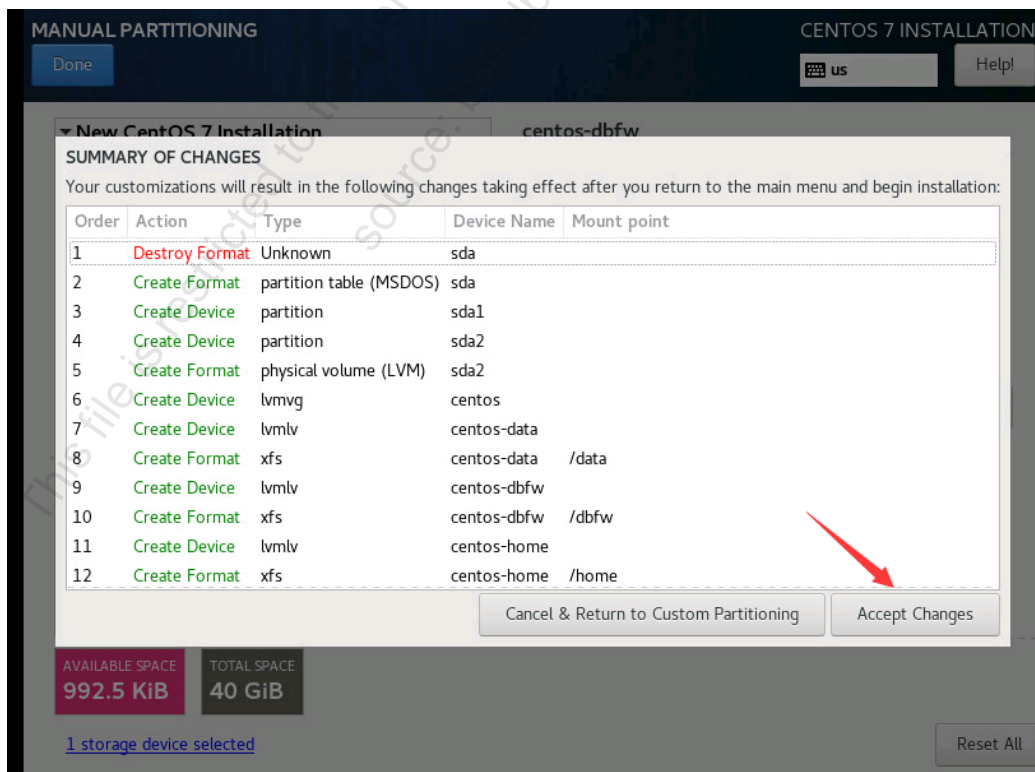 MANUAL PARTITIONING
CENTOS 7 INSTALLATION
Done
us
Help!
New CentOS 7 Installation
centos-dbfw
SUMMARY OF CHANGES
Your customizations will result in the following changes taking effect after you return to the main menu and begin installation:
Order Action Type Device Name Mount point
1 Destroy Format Unknown sda
2 Create Format partition table (MSDOS) sda
3 Create Device partition sda1
4 Create Device partition sda2
5 Create Format physical volume (LVM) sda2
6 Create Device lvmvg centos
7 Create Device lvmlv centos-data
8 Create Format xfs centos-data /data
9 Create Device lvmlv centos-dbfw
10 Create Format xfs centos-dbfw /dbfw
11 Create Device lvmlv centos-home
12 Create Format xfs centos-home /home
Cancel & Return to Custom Partitioning
Accept Changes
AVAILABLE SPACE
992.5 KiB
TOTAL SPACE
40 GiB
1 storage device selected
Reset All
This file is restricted to the
source: